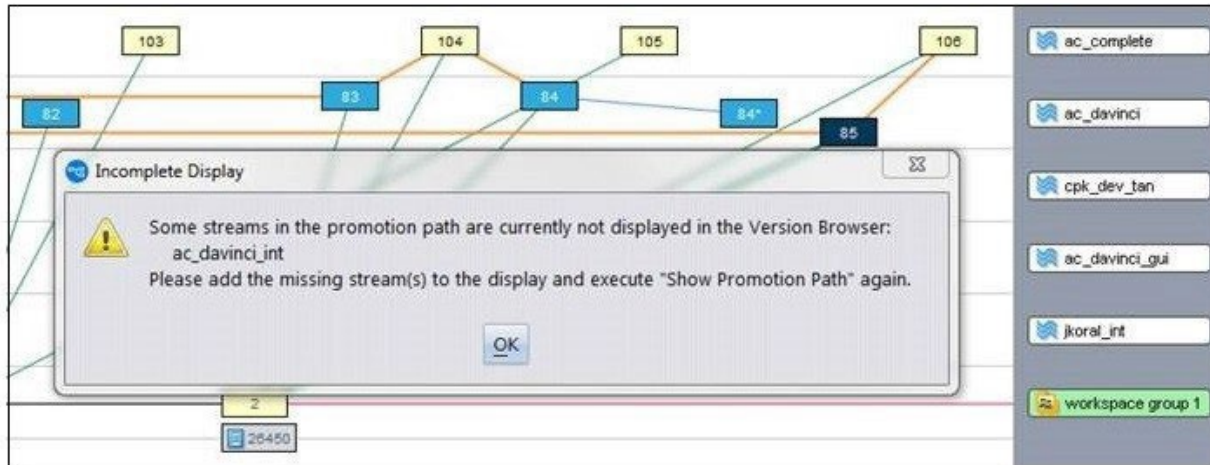 103
104
105
106
ac_complete
82
83
84
84*
85
ac_davinci
Incomplete Display
Some streams in the promotion path are currently not displayed in the Version Browser:
ac_davinci_int
Please add the missing stream(s) to the display and execute "Show Promotion Path" again.
OK
cpk_dev_tan
ac_davinci_gui
jkoral_int
2
workspace group 1
26450